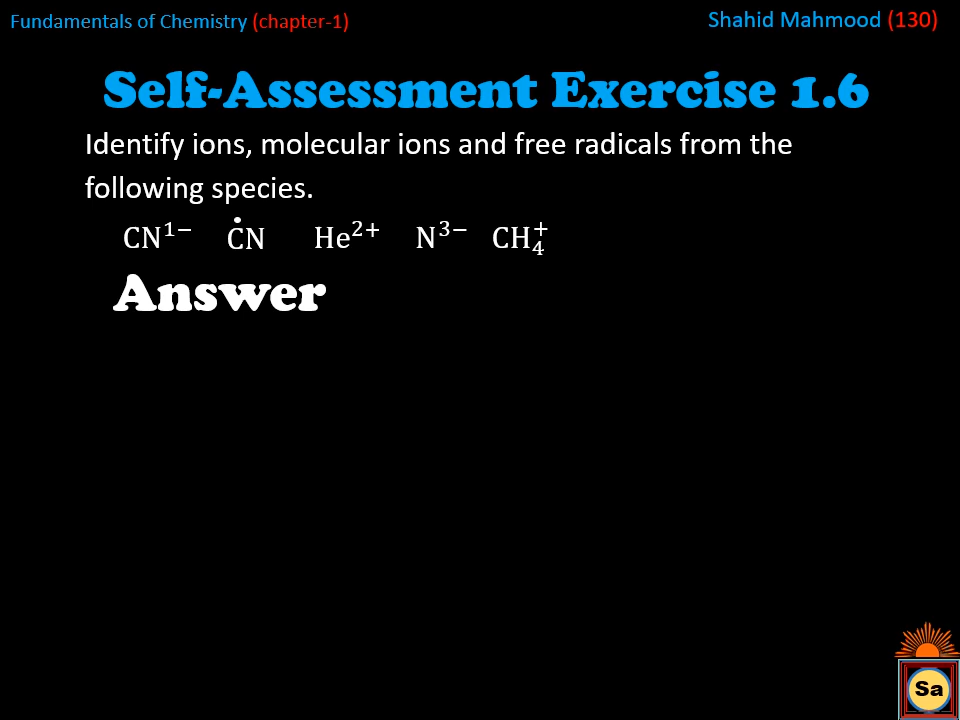 Fundamentals of Chemistry (chapter-1)
Shahid Mahmood (130)
Self-Assessment Exercise 1.6
Identify ions, molecular ions and free radicals from the
following species.
CN¹⁻ ĊN He²⁺ N³⁻ CH₄⁺
Answer
Sa